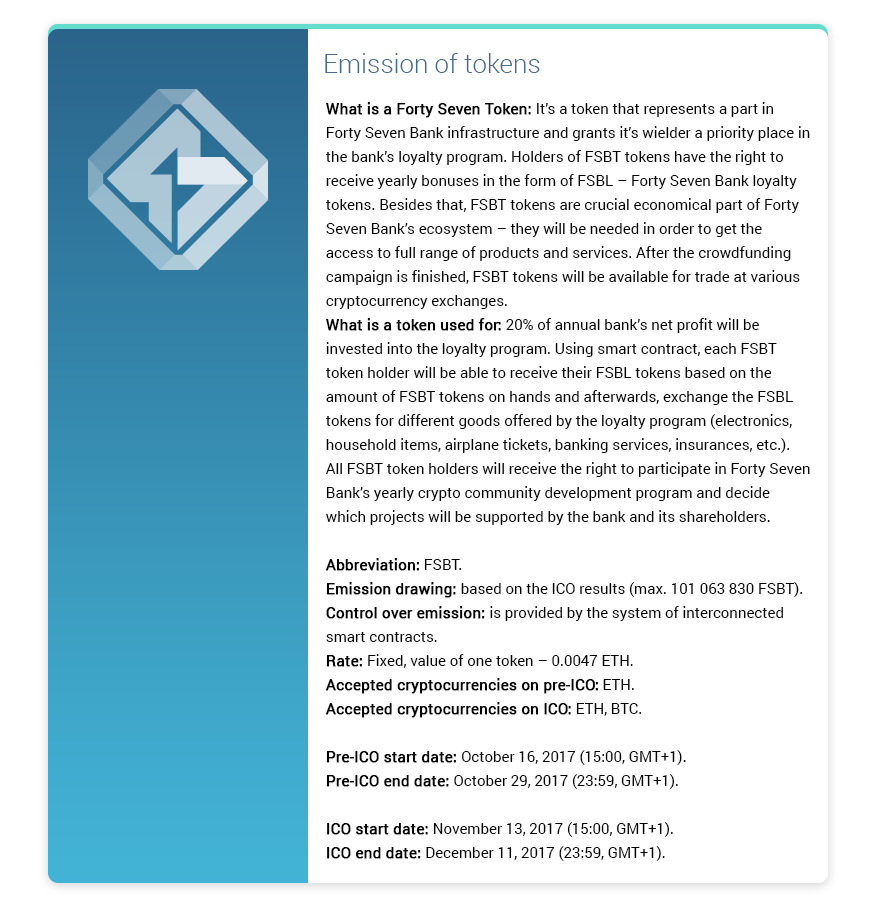 Emission of tokens
What is a Forty Seven Token: It's a token that represents a part in
Forty Seven Bank infrastructure and grants it's wielder a priority place in
the bank's loyalty program. Holders of FSBT tokens have the right to
receive yearly bonuses in the form of FSBL – Forty Seven Bank loyalty
tokens. Besides that, FSBT tokens are crucial economical part of Forty
Seven Bank's ecosystem – they will be needed in order to get the
access to full range of products and services. After the crowdfunding
campaign is finished, FSBT tokens will be available for trade at various
cryptocurrency exchanges.
What is a token used for: 20% of annual bank's net profit will be
invested into the loyalty program. Using smart contract, each FSBT
token holder will be able to receive their FSBL tokens based on the
amount of FSBT tokens on hands and afterwards, exchange the FSBL
tokens for different goods offered by the loyalty program (electronics,
household items, airplane tickets, banking services, insurances, etc.).
All FSBT token holders will receive the right to participate in Forty Seven
Bank's yearly crypto community development program and decide
which projects will be supported by the bank and its shareholders.
Abbreviation: FSBT.
Emission drawing: based on the ICO results (max. 101 063 830 FSBT).
Control over emission: is provided by the system of interconnected
smart contracts.
Rate: Fixed, value of one token – 0.0047 ETH.
Accepted cryptocurrencies on pre-ICO: ETH.
Accepted cryptocurrencies on ICO: ETH, BTC.
Pre-ICO start date: October 16, 2017 (15:00, GMT+1).
Pre-ICO end date: October 29, 2017 (23:59, GMT+1).
ICO start date: November 13, 2017 (15:00, GMT+1).
ICO end date: December 11, 2017 (23:59, GMT+1).